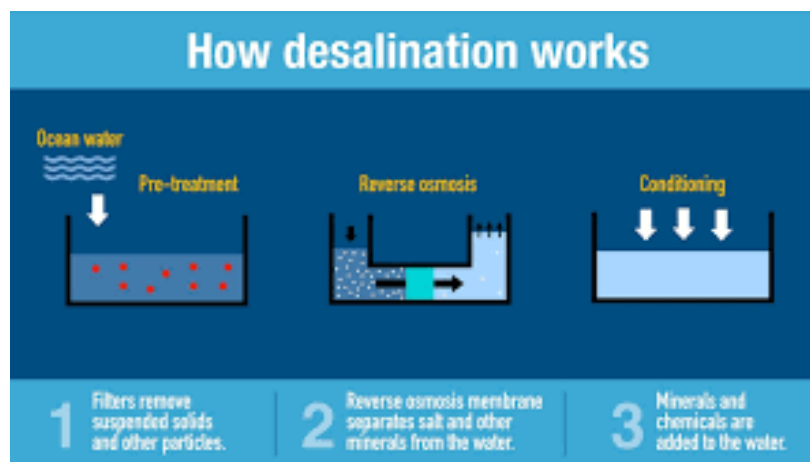 How desalination works
Ocean water
Pre-treatment
Reverse osmosis
Conditioning
1
Filters remove
suspended solids
and other particles.
2
Reverse osmosis membrane
separates salt and other
minerals from the water.
3
Minerals and
chemicals are
added to the water.